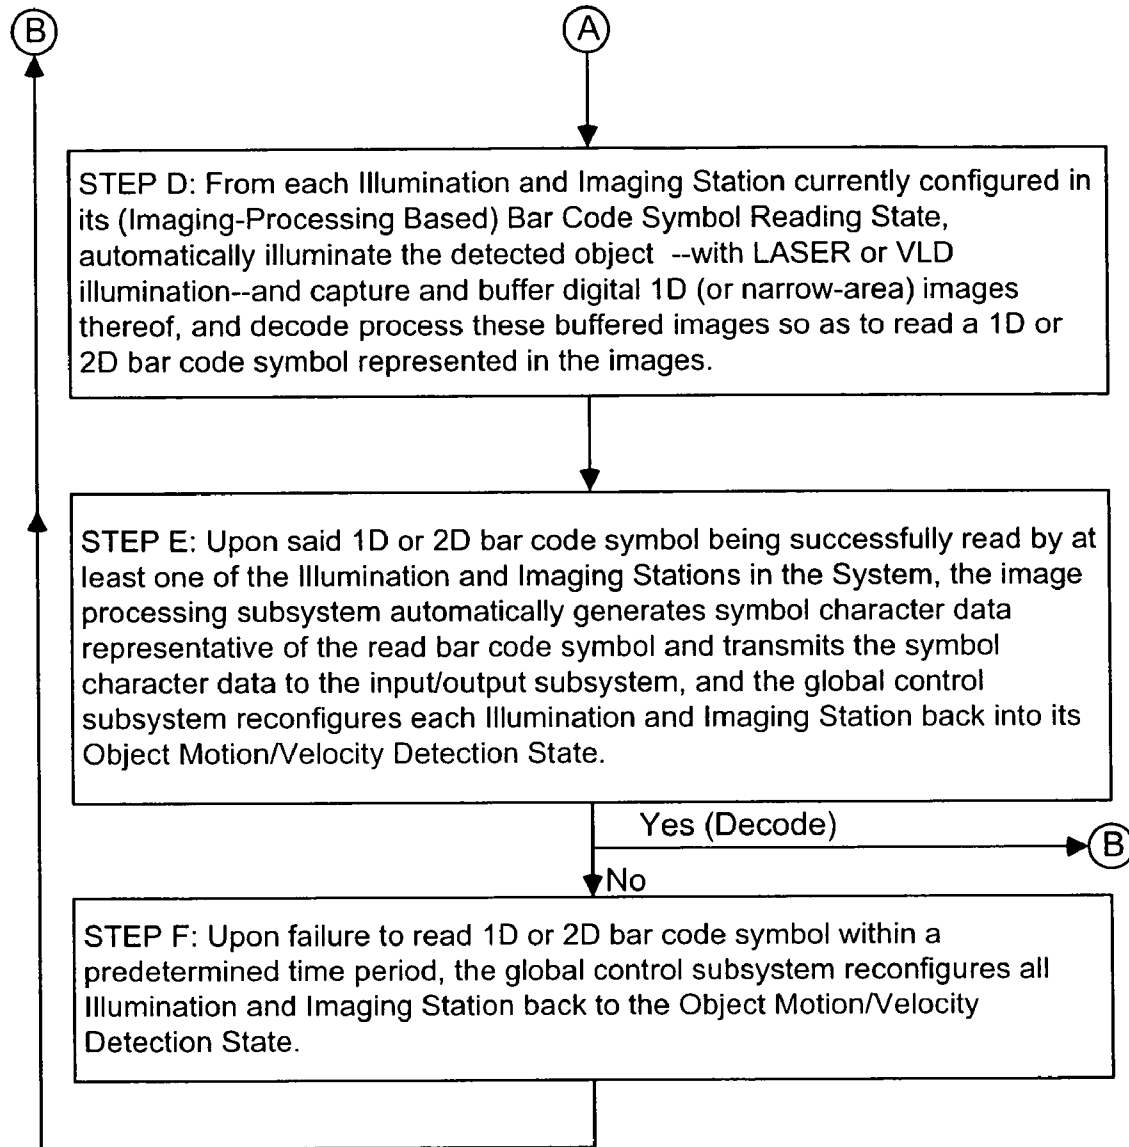 B
A
STEP D: From each Illumination and Imaging Station currently configured in
its (Imaging-Processing Based) Bar Code Symbol Reading State,
automatically illuminate the detected object --with LASER or VLD
illumination--and capture and buffer digital 1D (or narrow-area) images
thereof, and decode process these buffered images so as to read a 1D or
2D bar code symbol represented in the images.
STEP E: Upon said 1D or 2D bar code symbol being successfully read by at
least one of the Illumination and Imaging Stations in the System, the image
processing subsystem automatically generates symbol character data
representative of the read bar code symbol and transmits the symbol
character data to the input/output subsystem, and the global control
subsystem reconfigures each Illumination and Imaging Station back into its
Object Motion/Velocity Detection State.
Yes (Decode)
B
No
STEP F: Upon failure to read 1D or 2D bar code symbol within a
predetermined time period, the global control subsystem reconfigures all
Illumination and Imaging Station back to the Object Motion/Velocity
Detection State.